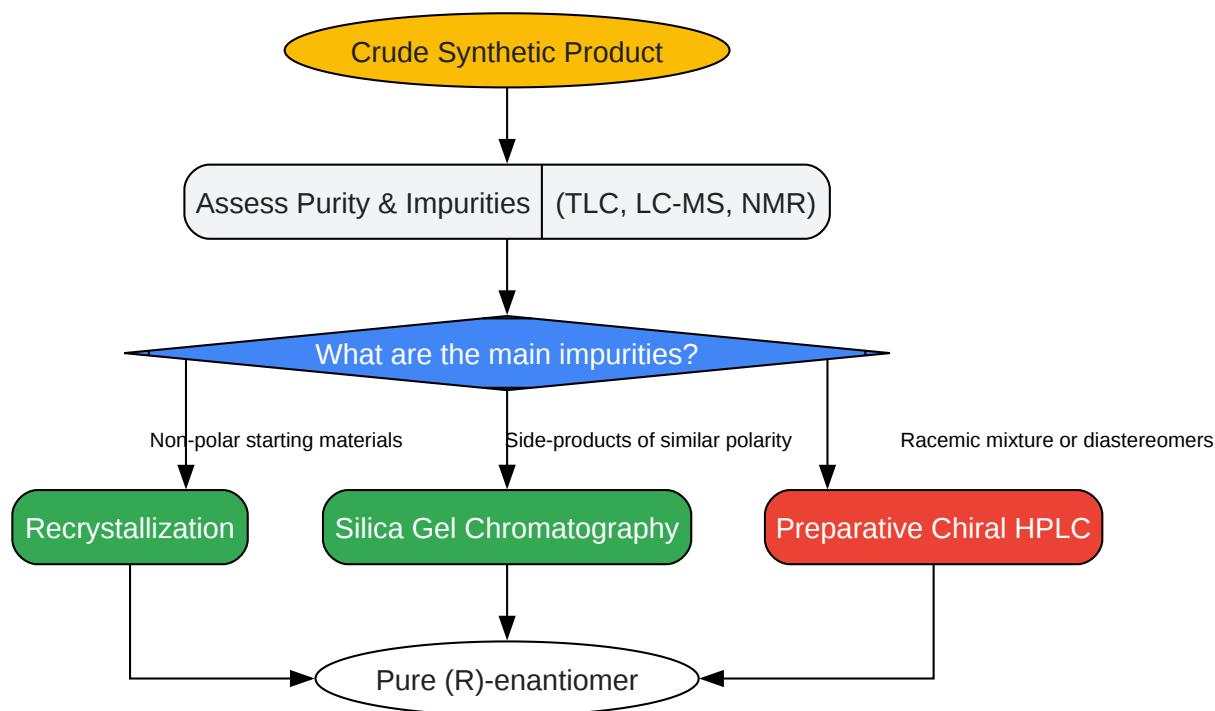 Crude Synthetic Product
Assess Purity & Impurities
(TLC, LC-MS, NMR)
What are the main impurities?
Non-polar starting materials
Side-products of similar polarity
Racemic mixture or diastereomers
Recrystallization
Silica Gel Chromatography
Preparative Chiral HPLC
Pure (R)-enantiomer